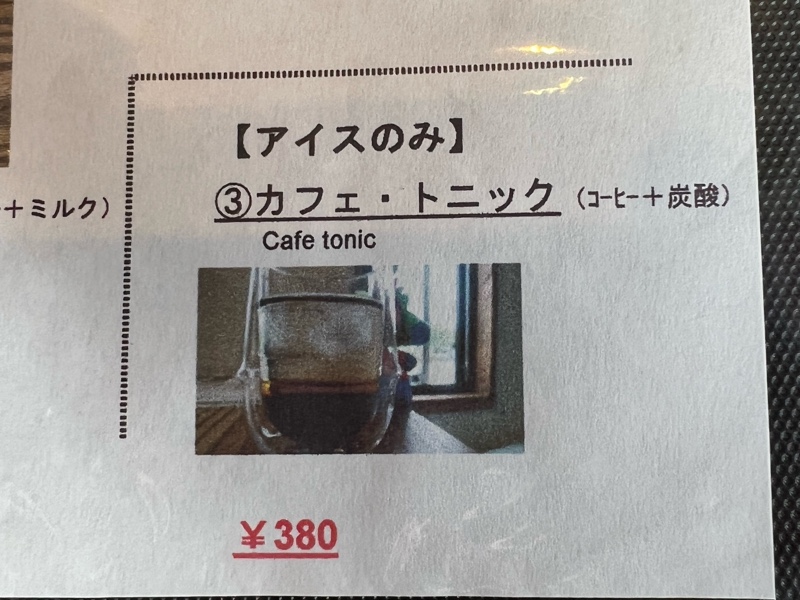 【アイスのみ】
+ミルク)
③カフェ・トニック (ｺｰﾋｰ+炭酸)
Cafe tonic
¥380